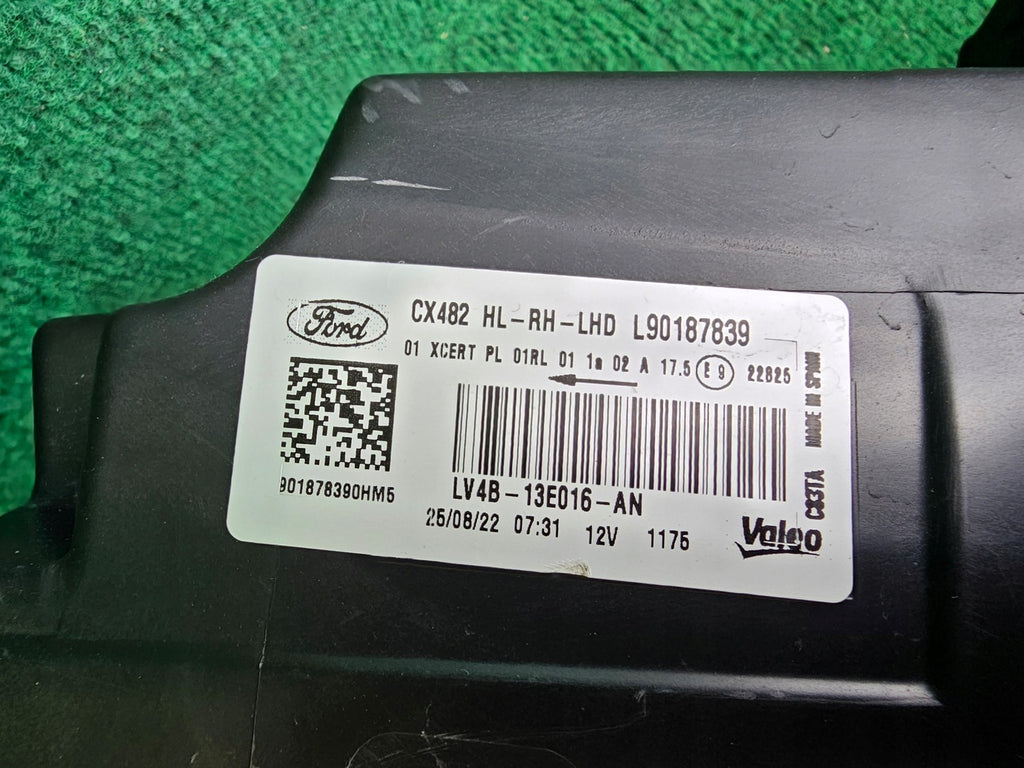 Ford
CX482 HL-RH-LHD L90187839
01 XCERT PL 01RL 01 1a 02 A 17.5 E9 22825
901878390HM5
LV4B-13E016-AN
25/08/22 07:31 12V 1175
Valeo
C83TA MADE IN SPAIN